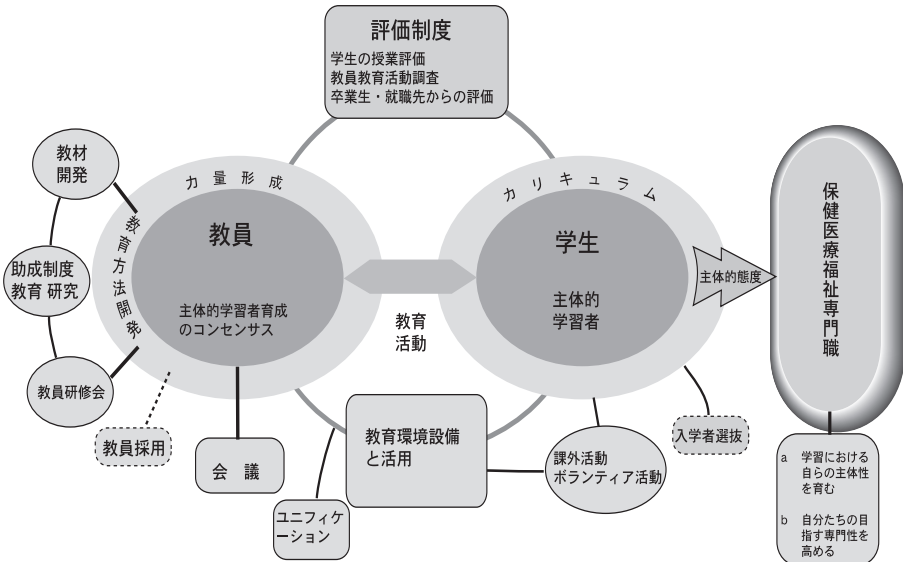 評価制度
学生の授業評価
教員教育活動調査
卒業生・就職先からの評価
教材
開発
助成制度
教育 研究
教員研修会
力量形成
教育方法開発
教員
主体的学習者育成
のコンセンサス
教員採用
会 議
教育
活動
カリキュラム
学生
主体的
学習者
主体的態度
保健医療福祉専門職
教育環境設備
と活用
ユニフィケ
ーション
課外活動
ボランティア活動
入学者選抜
a 学習における
自らの主体性
を育む
b 自分たちの目
指す専門性を
高める